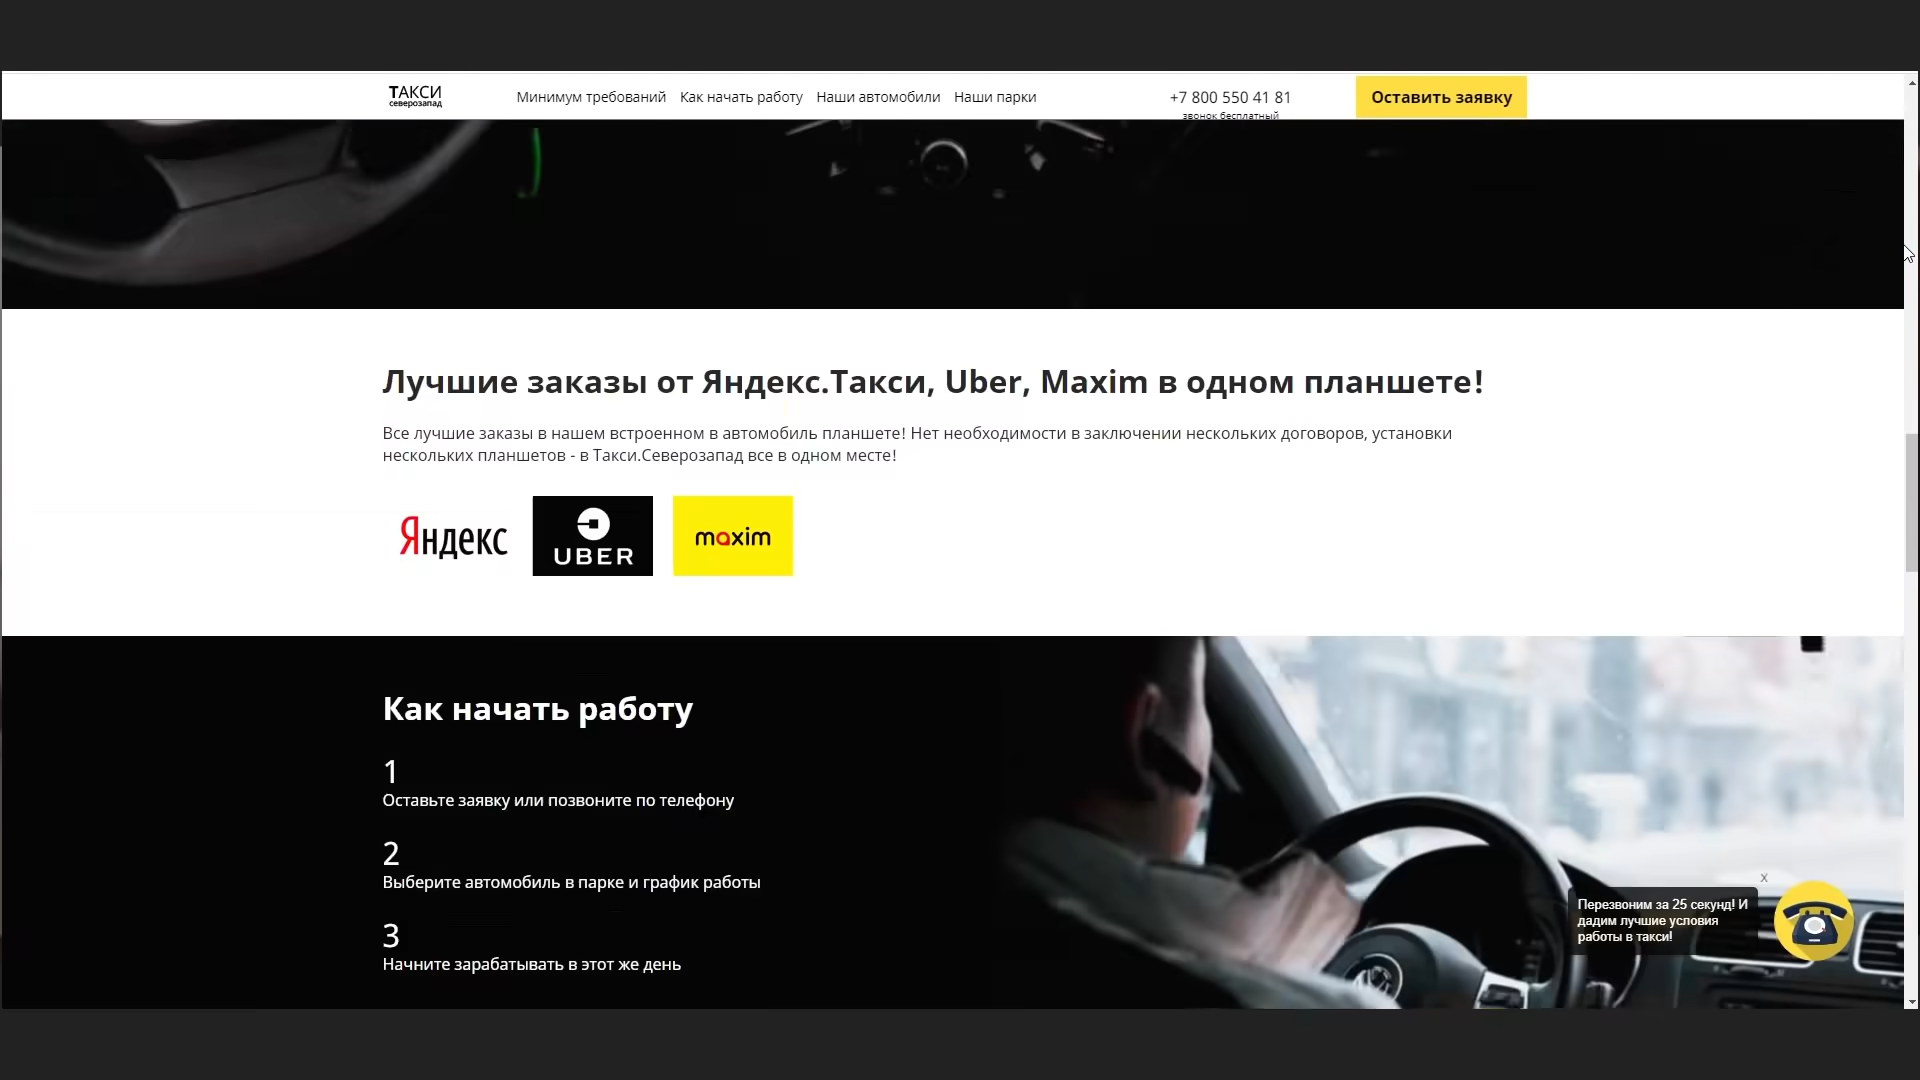 ТАКСИ
северозапад
Минимум требований Как начать работу Наши автомобили Наши парки
+7 800 550 41 81
звонок бесплатный
Оставить заявку
Лучшие заказы от Яндекс.Такси, Uber, Maxim в одном планшете!
Все лучшие заказы в нашем встроенном в автомобиль планшете! Нет необходимости в заключении нескольких договоров, установки
нескольких планшетов - в Такси.Северозапад все в одном месте!
Яндекс
UBER
maxim
Как начать работу
1
Оставьте заявку или позвоните по телефону
2
Выберите автомобиль в парке и график работы
3
Начните зарабатывать в этот же день
x
Перезвоним за 25 секунд! И
дадим лучшие условия
работы в такси!